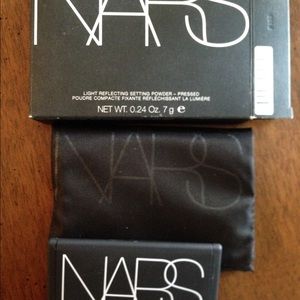 NARS
LIGHT REFLECTING SETTING POWDER – PRESSED
POUDRE COMPACTE FIXANTE RÉFLÉCHISSANT LA LUMIÈRE
NET WT. 0.24 Oz. 7 g ℮
NARS
NARS